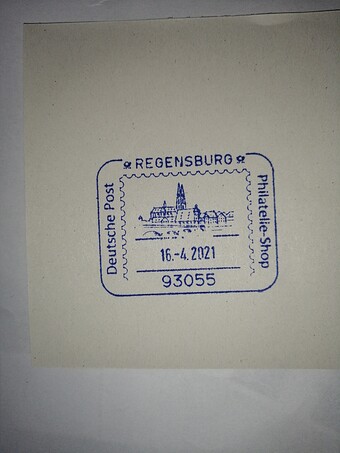 REGENSBURG
Deutsche Post
Philatelie-Shop
16.-4.2021
93055